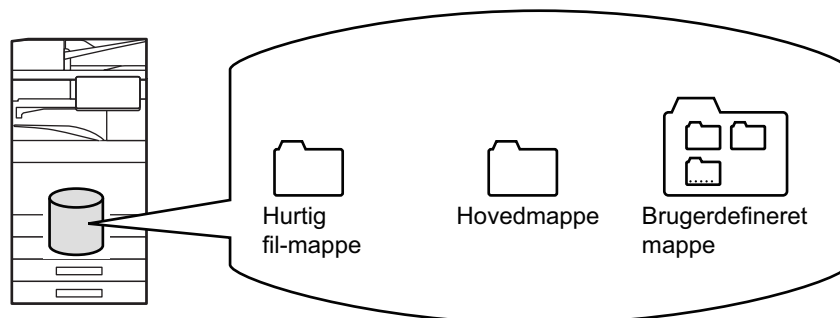 Hurtig
fil-mappe
Hovedmappe
Brugerdefineret
mappe